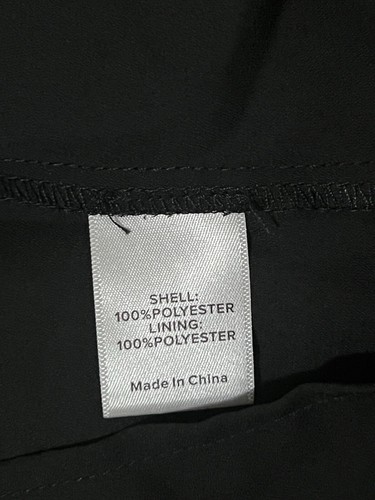 SHELL:
100%POLYESTER
LINING:
100%POLYESTER
Made In China